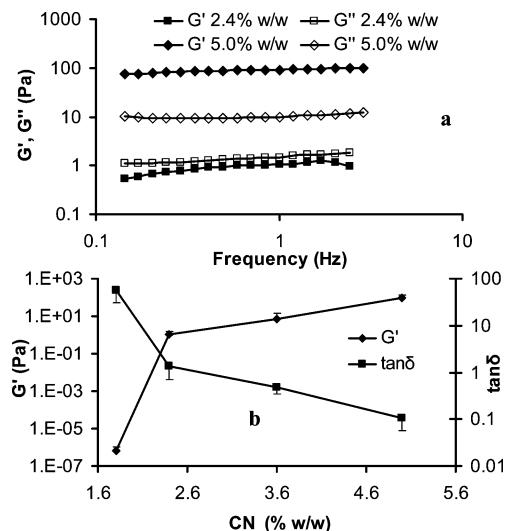 G' 2.4% w/w G'' 2.4% w/w
G' 5.0% w/w G'' 5.0% w/w
1000
100
10
1
0.1
G', G'' (Pa)
a
0.1 1 10
Frequency (Hz)
1.E+03
1.E+01
1.E-01
1.E-03
1.E-05
1.E-07
G' (Pa)
G'
tanδ
b
100
10
1
0.1
0.01
tanδ
1.6 2.6 3.6 4.6 5.6
CN (% w/w)